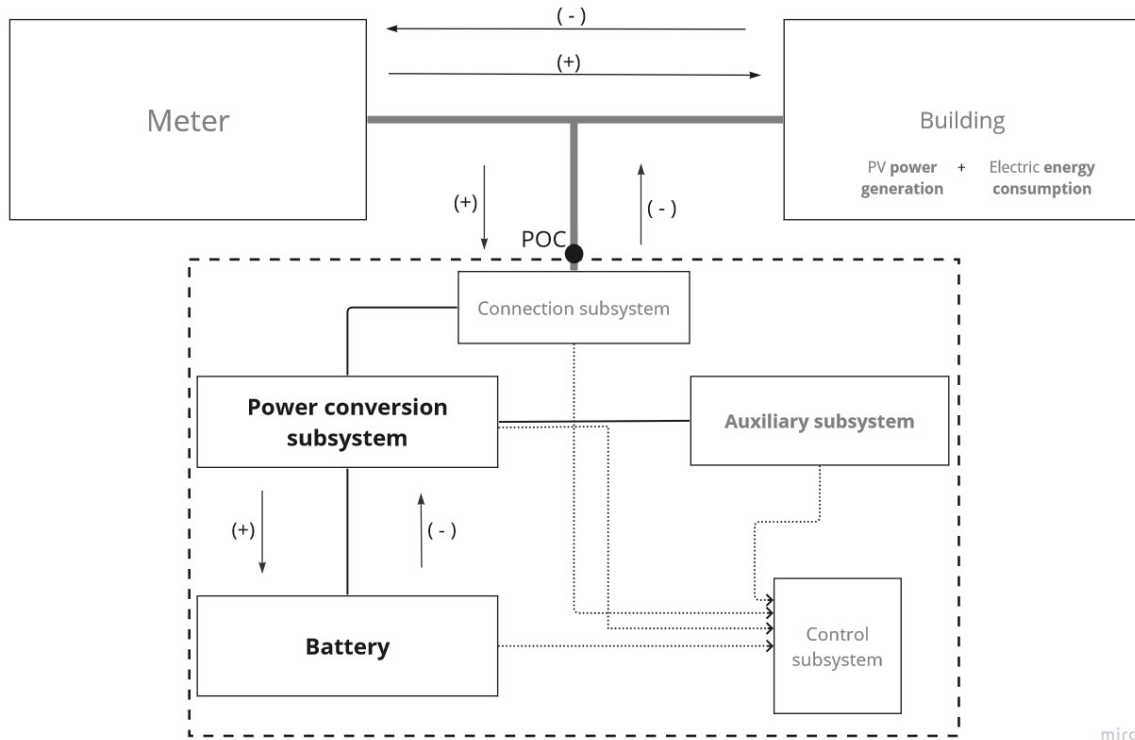 ( - )
(+)
Meter
Building
PV power + Electric energy
generation consumption
(+)
( - )
POC
Connection subsystem
Power conversion
subsystem
Auxiliary subsystem
(+)
( - )
Battery
Control
subsystem